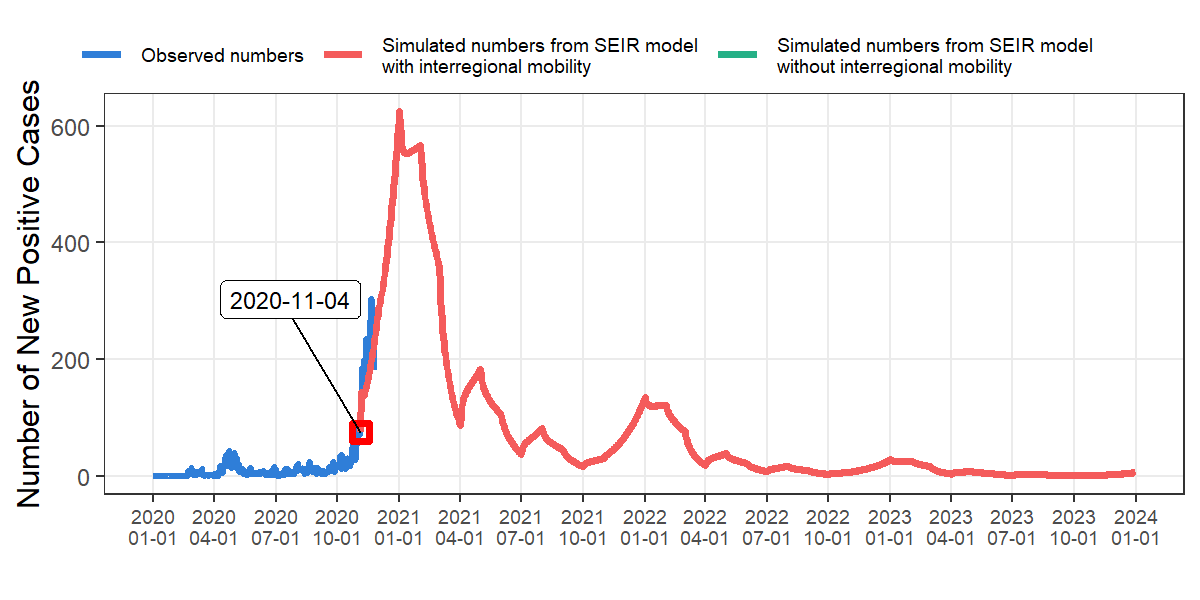 Observed numbers
Simulated numbers from SEIR model
with interregional mobility
Simulated numbers from SEIR model
without interregional mobility
Number of New Positive Cases
600
400
200
0
2020-11-04
2020 2020 2020 2020 2021 2021 2021 2021 2022 2022 2022 2022 2023 2023 2023 2023 2024
01-01 04-01 07-01 10-01 01-01 04-01 07-01 10-01 01-01 04-01 07-01 10-01 01-01 04-01 07-01 10-01 01-01